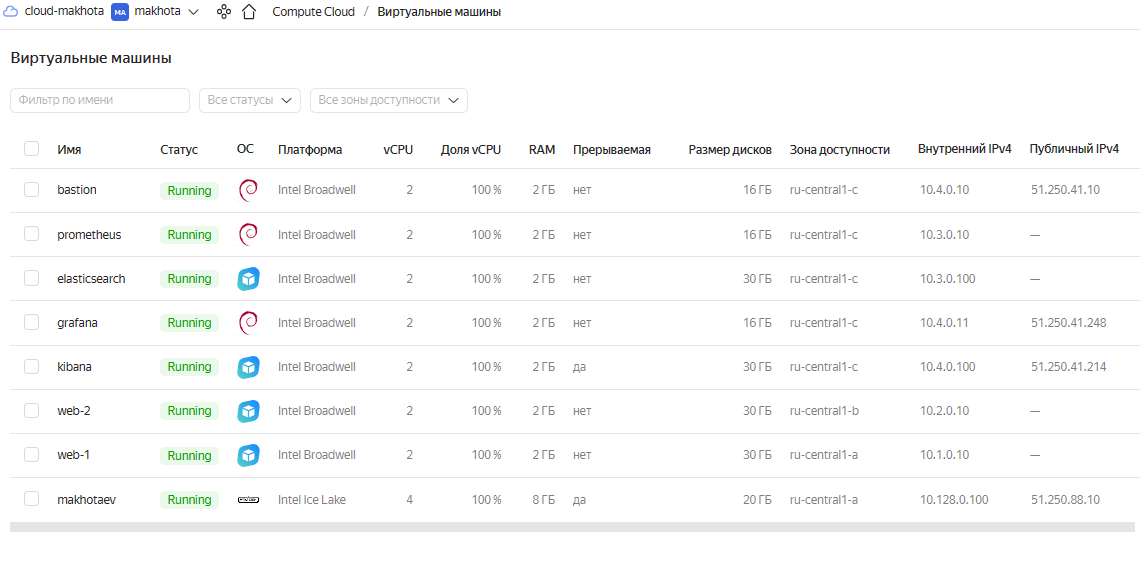 cloud-makhota MA makhota Compute Cloud / Виртуальные машины
Виртуальные машины
Фильтр по имени Все статусы Все зоны доступности
Имя Статус ОС Платформа vCPU Доля vCPU RAM Прерываемая Размер дисков Зона доступности Внутренний IPv4 Публичный IPv4
bastion Running Intel Broadwell 2 100 % 2 ГБ нет 16 ГБ ru-central1-c 10.4.0.10 51.250.41.10
prometheus Running Intel Broadwell 2 100 % 2 ГБ нет 16 ГБ ru-central1-c 10.3.0.10 —
elasticsearch Running Intel Broadwell 2 100 % 2 ГБ нет 30 ГБ ru-central1-c 10.3.0.100 —
grafana Running Intel Broadwell 2 100 % 2 ГБ нет 16 ГБ ru-central1-c 10.4.0.11 51.250.41.248
kibana Running Intel Broadwell 2 100 % 2 ГБ да 30 ГБ ru-central1-c 10.4.0.100 51.250.41.214
web-2 Running Intel Broadwell 2 100 % 2 ГБ нет 30 ГБ ru-central1-b 10.2.0.10 —
web-1 Running Intel Broadwell 2 100 % 2 ГБ нет 30 ГБ ru-central1-a 10.1.0.10 —
makhotaev Running Intel Ice Lake 4 100 % 8 ГБ да 20 ГБ ru-central1-a 10.128.0.100 51.250.88.10